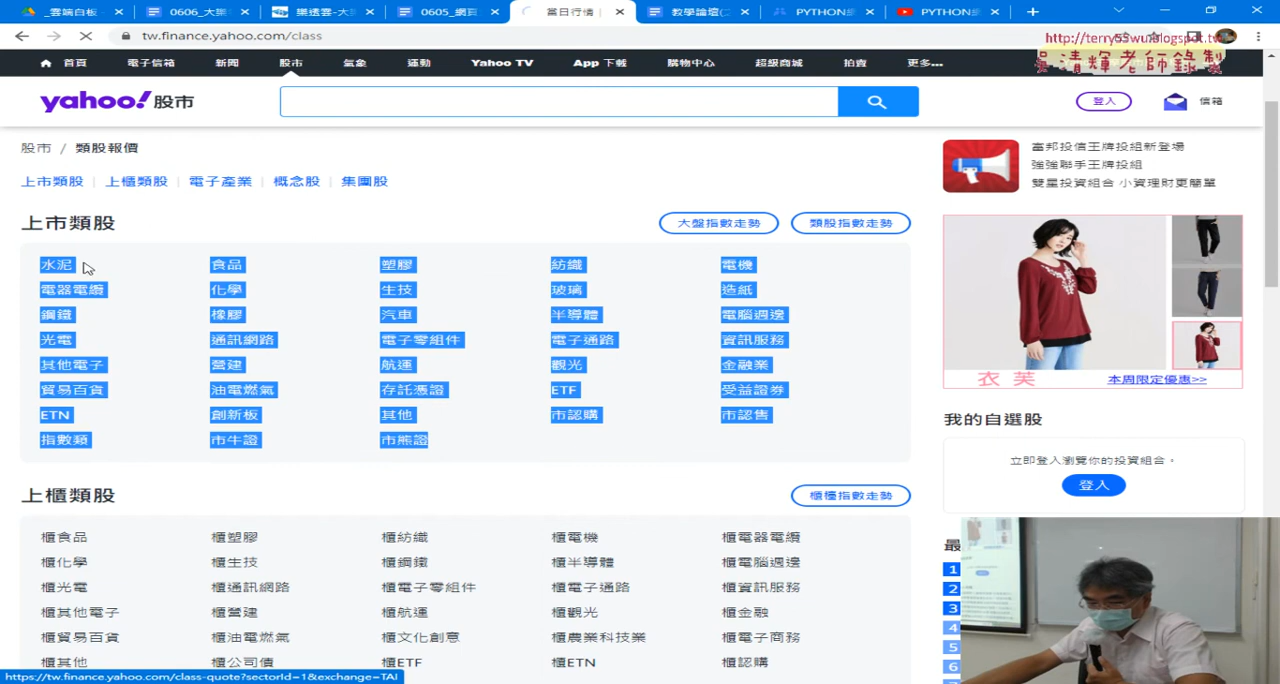 _雲端白板
0606_大樂
樂透雲-大
0605_網頁
當日行情 |
教學論壇(二
PYTHON
PYTHON
tw.finance.yahoo.com/class
http://terry55wu.blogspot.tw
吳清輝老師錄製
首頁 電子信箱 新聞 股市 氣象 運動 Yahoo TV App 下載 購物中心 超級商城 拍賣 更多...
yahoo!股市 登入 信箱
股市 / 類股報價
上市類股 | 上櫃類股 | 電子產業 | 概念股 | 集團股
富邦投信王牌投組新登場
強強聯手王牌投組
雙星投資組合 小資理財更簡單
上市類股 大盤指數走勢 類股指數走勢
水泥 食品 塑膠 紡織 電機
電器電纜 化學 生技 玻璃 造紙
鋼鐵 橡膠 汽車 半導體 電腦週邊
光電 通訊網路 電子零組件 電子通路 資訊服務
其他電子 營建 航運 觀光 金融業
貿易百貨 油電燃氣 存託憑證 ETF 受益證券
ETN 創新板 其他 市認購 市認售
指數類 市牛證 市熊證
衣芙 本周限定優惠>>
我的自選股
立即登入瀏覽你的投資組合。
登入
上櫃類股 櫃檯指數走勢
櫃食品 櫃塑膠 櫃紡織 櫃電機 櫃電器電纜
櫃化學 櫃生技 櫃鋼鐵 櫃半導體 櫃電腦週邊
櫃光電 櫃通訊網路 櫃電子零組件 櫃電子通路 櫃資訊服務
櫃其他電子 櫃營建 櫃航運 櫃觀光 櫃金融
櫃貿易百貨 櫃油電燃氣 櫃文化創意 櫃農業科技業 櫃電子商務
櫃其他 櫃公司債 櫃ETF 櫃ETN 櫃認購
最
1
2
3
4
5
6
https://tw.finance.yahoo.com/class-quote?sectorId=1&exchange=TAI